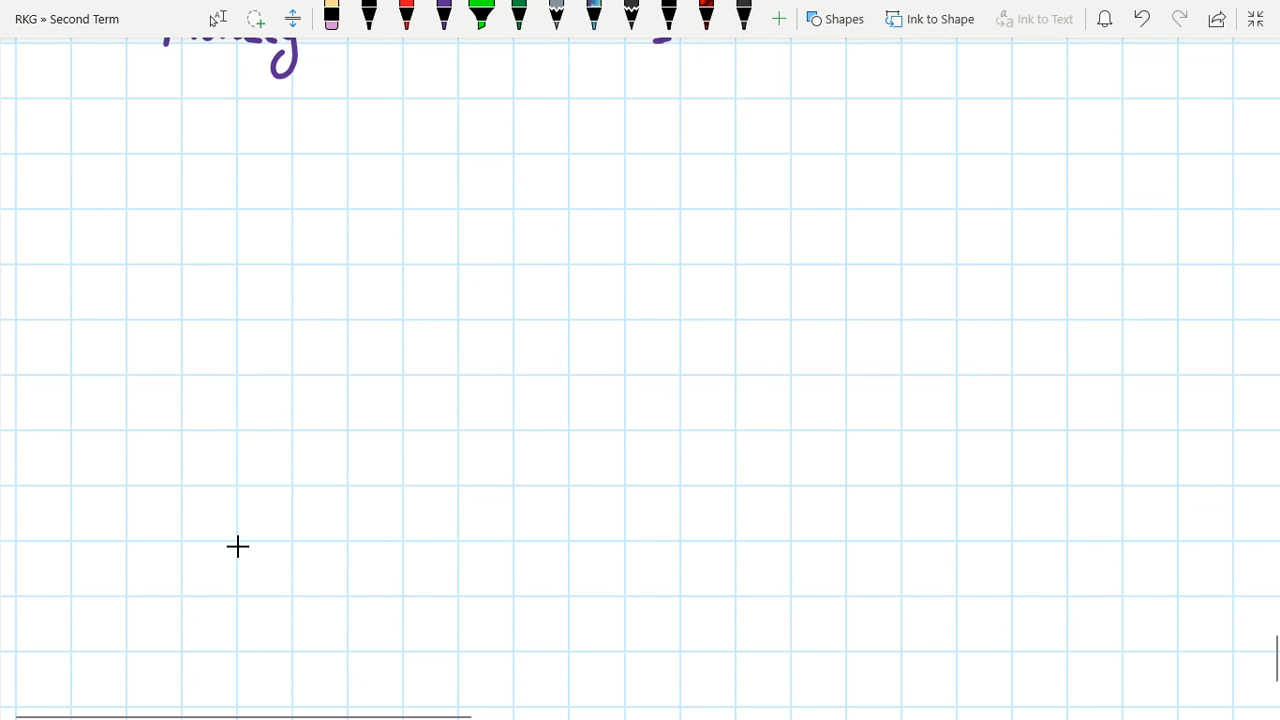 RKG » Second Term
Shapes
Ink to Shape
Ink to Text